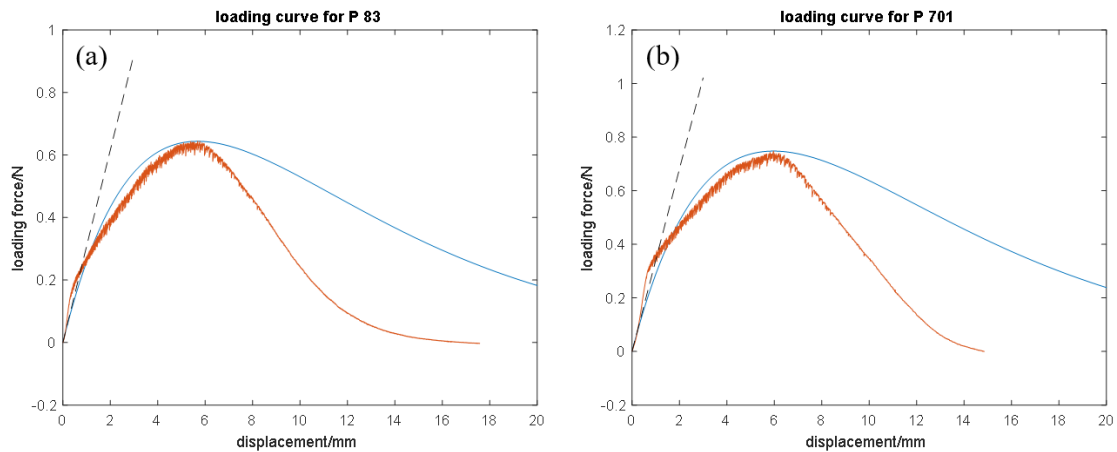 loading curve for P 83
(a)
loading force/N
1
0.8
0.6
0.4
0.2
0
-0.2
0 2 4 6 8 10 12 14 16 18 20
displacement/mm
loading curve for P 701
(b)
loading force/N
1.2
1
0.8
0.6
0.4
0.2
0
-0.2
0 2 4 6 8 10 12 14 16 18 20
displacement/mm